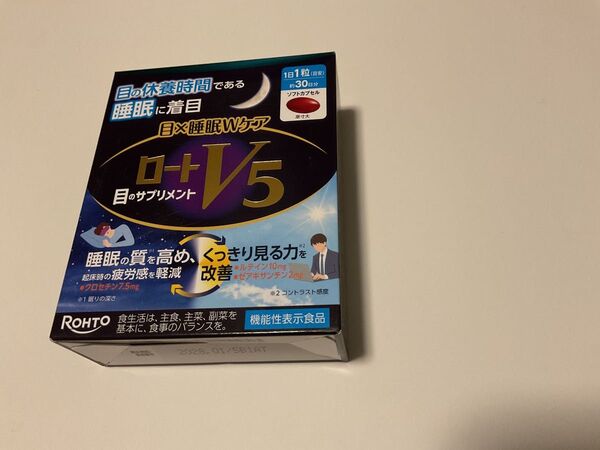 目の休養時間である
睡眠に着目
1日1粒(目安)
約30日分
ソフトカプセル
原寸大
目×睡眠Wケア
ロートV5
目のサプリメント
睡眠の質※1を高め、
起床時の疲労感を軽減
●クロセチン7.5mg
※1 眠りの深さ
くっきり見る力※2を
改善
●ルテイン10mg
●ゼアキサンチン2mg
※2 コントラスト感度
ROHTO
食生活は、主食、主菜、副菜を
基本に、食事のバランスを。
機能性表示食品
2028.01/SB1AT